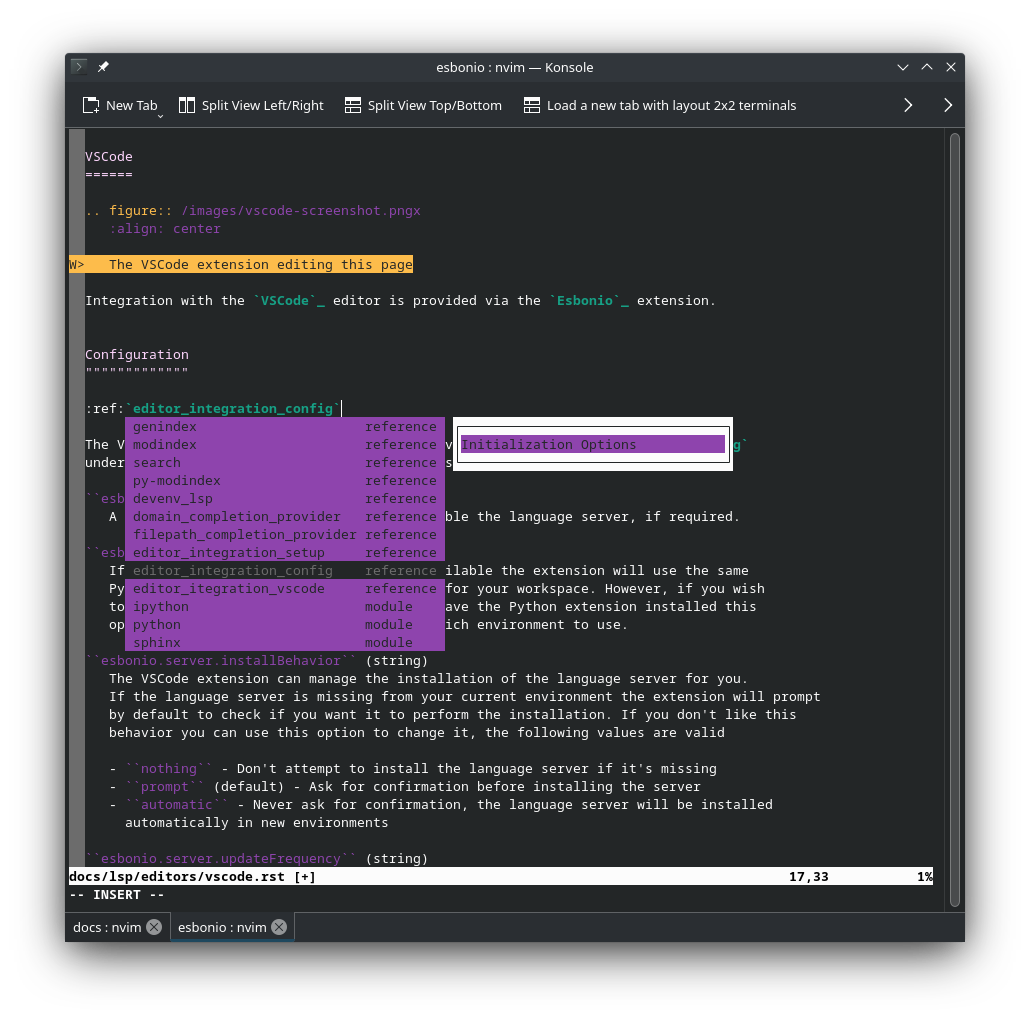 esbonio : nvim — Konsole
New Tab Split View Left/Right Split View Top/Bottom Load a new tab with layout 2x2 terminals
VSCode
======
.. figure:: /images/vscode-screenshot.pngx
:align: center
W> The VSCode extension editing this page
Integration with the `VSCode`_ editor is provided via the `Esbonio`_ extension.
Configuration
"""""""""""""
:ref:`editor_integration_config`
genindex reference
The V modindex reference v Initialization Options g`
under search reference s
py-modindex reference
``esb devenv_lsp reference
A domain_completion_provider reference ble the language server, if required.
filepath_completion_provider reference
``esb editor_integration_setup reference
If editor_integration_config reference ilable the extension will use the same
Py editor_itegration_vscode reference for your workspace. However, if you wish
to ipython module ave the Python extension installed this
op python module ich environment to use.
sphinx module
``esbonio.server.installBehavior`` (string)
The VSCode extension can manage the installation of the language server for you.
If the language server is missing from your current environment the extension will prompt
by default to check if you want it to perform the installation. If you don't like this
behavior you can use this option to change it, the following values are valid
- ``nothing`` - Don't attempt to install the language server if it's missing
- ``prompt`` (default) - Ask for confirmation before installing the server
- ``automatic`` - Never ask for confirmation, the language server will be installed
automatically in new environments
``esbonio.server.updateFrequency`` (string)
docs/lsp/editors/vscode.rst [+] 17,33 1%
-- INSERT --
docs : nvim esbonio : nvim